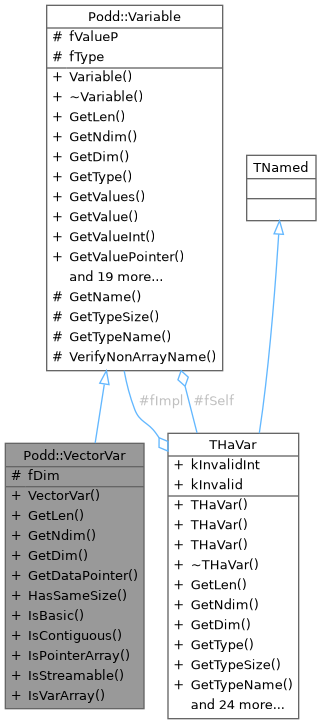 Podd::Variable
# fValueP
# fType
+ Variable()
+ ~Variable()
+ GetLen()
+ GetNdim()
+ GetDim()
+ GetType()
+ GetValues()
+ GetValue()
+ GetValueInt()
+ GetValuePointer()
and 19 more...
# GetName()
# GetTypeSize()
# GetTypeName()
# VerifyNonArrayName()
TNamed
#fImpl
#fSelf
Podd::VectorVar
# fDim
+ VectorVar()
+ GetLen()
+ GetNdim()
+ GetDim()
+ GetDataPointer()
+ HasSameSize()
+ IsBasic()
+ IsContiguous()
+ IsPointerArray()
+ IsStreamable()
+ IsVarArray()
THaVar
+ kInvalidInt
+ kInvalid
+ THaVar()
+ THaVar()
+ THaVar()
+ ~THaVar()
+ GetLen()
+ GetNdim()
+ GetDim()
+ GetType()
+ GetTypeSize()
+ GetTypeName()
and 24 more...